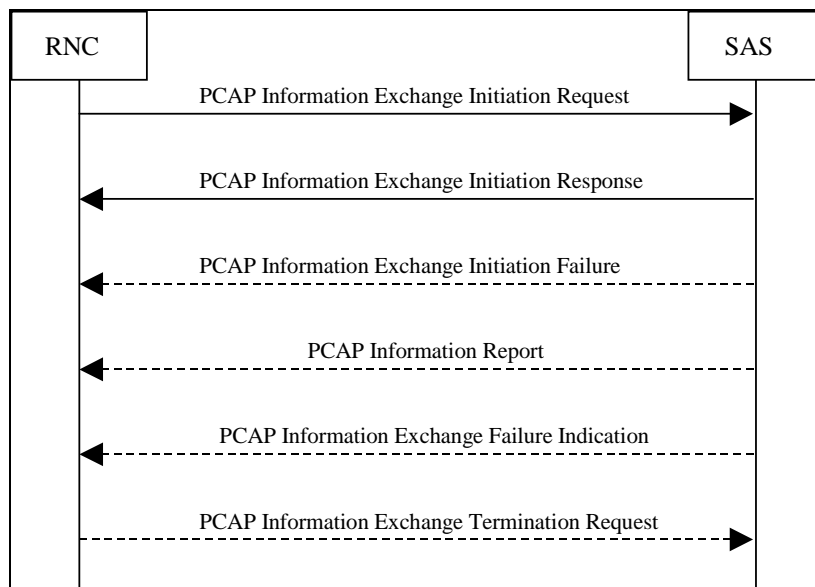 RNC
SAS
PCAP Information Exchange Initiation Request
PCAP Information Exchange Initiation Response
PCAP Information Exchange Initiation Failure
PCAP Information Report
PCAP Information Exchange Failure Indication
PCAP Information Exchange Termination Request